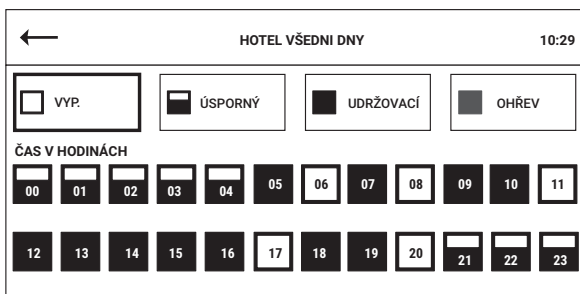 HOTEL VŠEDNI DNY 10:29
VYP. ÚSPORNÝ UDRŽOVACÍ OHŘEV
ČAS V HODINÁCH
00 01 02 03 04 05 06 07 08 09 10 11
12 13 14 15 16 17 18 19 20 21 22 23